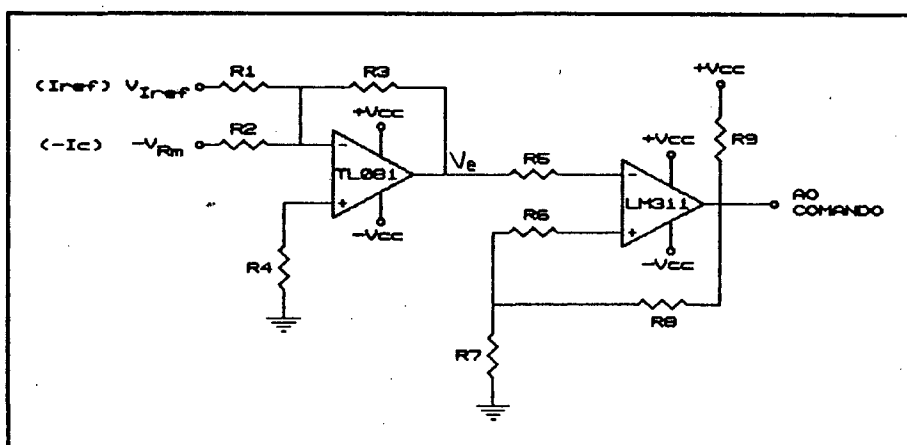 (Iref) VIref
R1
R3
+Vcc
(-Ic) -VRm
R2
+Vcc
R9
-
TL081
+
Ve
R5
+Vcc
-
LM311
+
AO
COMANDO
R6
-Vcc
-Vcc
R4
R8
R7